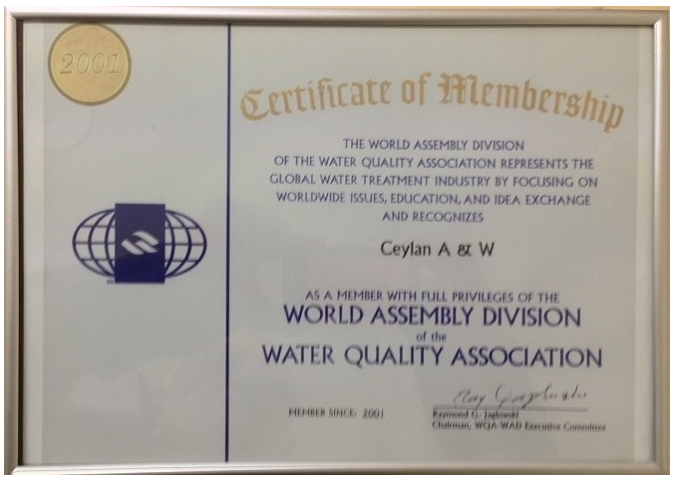 2001
Certificate of Membership
THE WORLD ASSEMBLY DIVISION
OF THE WATER QUALITY ASSOCIATION REPRESENTS THE
GLOBAL WATER TREATMENT INDUSTRY BY FOCUSING ON
WORLDWIDE ISSUES, EDUCATION, AND IDEA EXCHANGE
AND RECOGNIZES
Ceylan A & W
AS A MEMBER WITH FULL PRIVILEGES OF THE
WORLD ASSEMBLY DIVISION
of the
WATER QUALITY ASSOCIATION
MEMBER SINCE: 2001
Raymond G.
Chairman, WQA-WAD Executive Committee